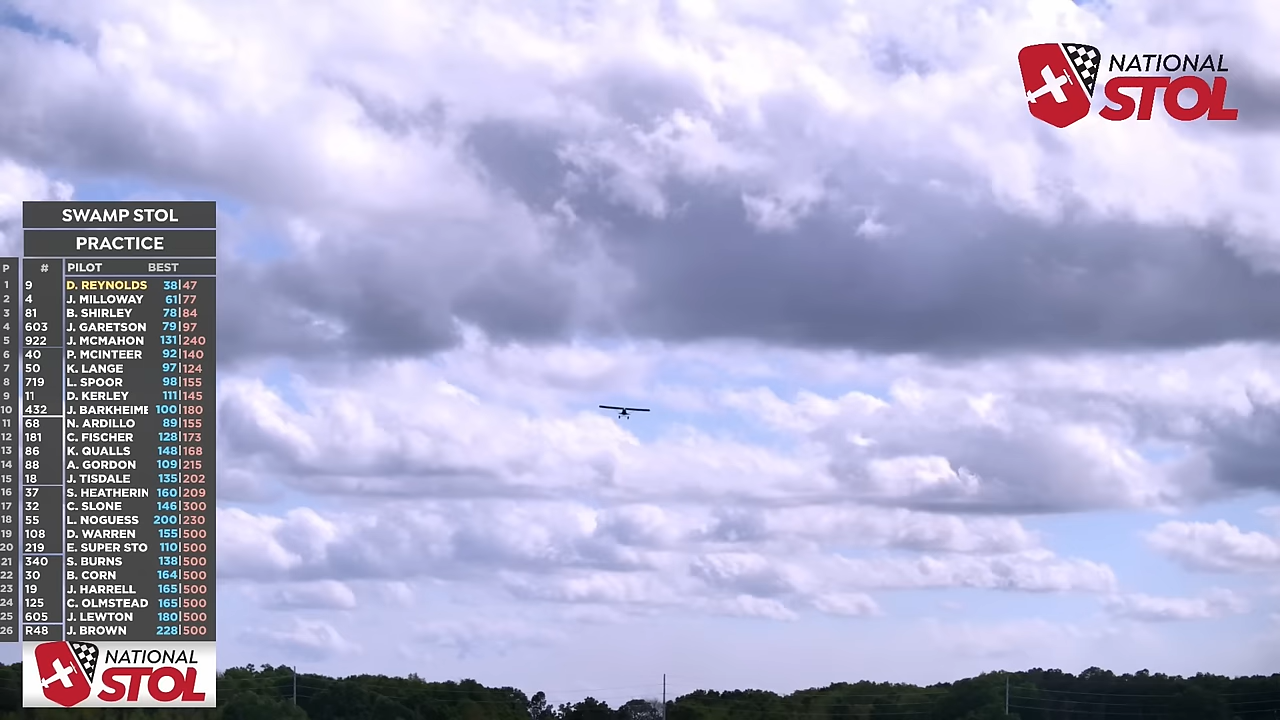 NATIONAL
STOL
SWAMP STOL
PRACTICE
P # PILOT BEST
1 9 D. REYNOLDS 38|47
2 4 J. MILLOWAY 61|77
3 81 B. SHIRLEY 78|84
4 603 J. GARETSON 79|97
5 922 J. MCMAHON 131|240
6 40 P. MCINTEER 92|140
7 50 K. LANGE 97|124
8 719 L. SPOOR 98|155
9 11 D. KERLEY 111|145
10 432 J. BARKHEIME 100|180
11 68 N. ARDILLO 89|155
12 181 C. FISCHER 128|173
13 86 K. QUALLS 148|168
14 88 A. GORDON 109|215
15 18 J. TISDALE 135|202
16 37 S. HEATHERIN 160|209
17 32 C. SLONE 146|300
18 55 L. NOGUESS 200|230
19 108 D. WARREN 155|500
20 219 E. SUPER STO 110|500
21 340 S. BURNS 138|500
22 30 B. CORN 164|500
23 19 J. HARRELL 165|500
24 125 C. OLMSTEAD 165|500
25 605 J. LEWTON 180|500
26 R48 J. BROWN 228|500
NATIONAL
STOL